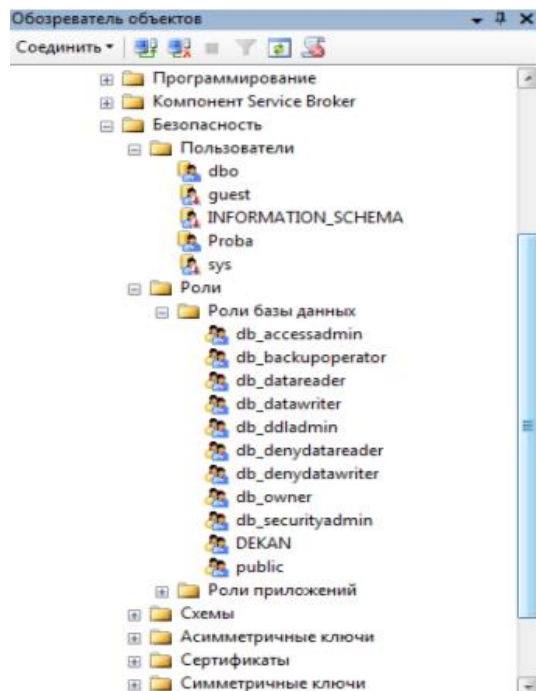 Обозреватель объектов
Соединить
Программирование
Компонент Service Broker
Безопасность
Пользователи
dbo
guest
INFORMATION_SCHEMA
Proba
sys
Роли
Роли базы данных
db_accessadmin
db_backupoperator
db_datareader
db_datawriter
db_ddladmin
db_denydatareader
db_denydatawriter
db_owner
db_securityadmin
DEKAN
public
Роли приложений
Схемы
Асимметричные ключи
Сертификаты
Симметричные ключи